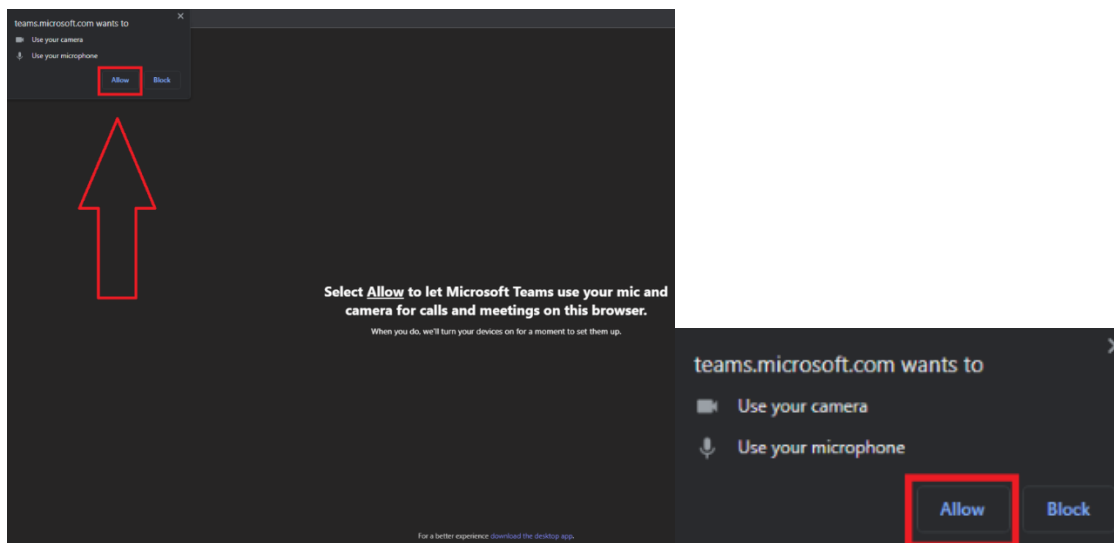 teams.microsoft.com wants to
Use your camera
Use your microphone
Allow Block
Select Allow to let Microsoft Teams use your mic and
camera for calls and meetings on this browser.
When you do, we'll turn your devices on for a moment to set them up.
For a better experience download the desktop app.
teams.microsoft.com wants to
Use your camera
Use your microphone
Allow Block